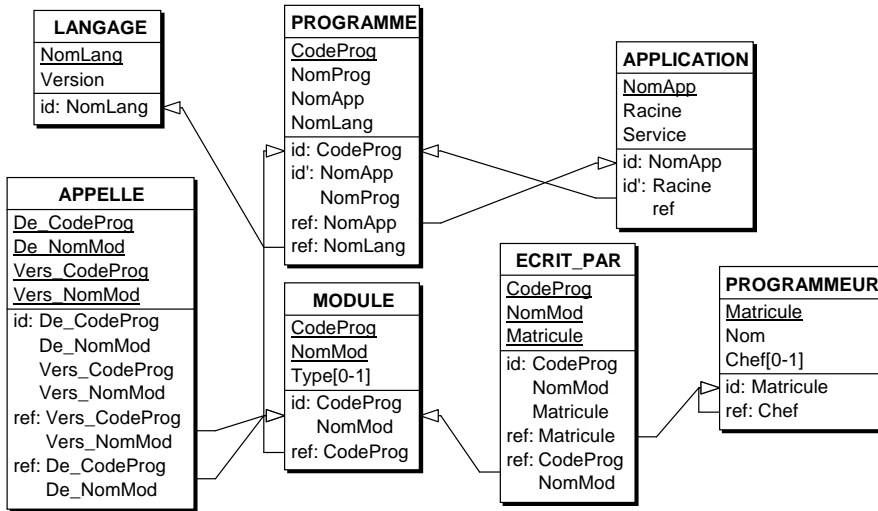 LANGAGE
NomLang
Version
id: NomLang
PROGRAMME
CodeProg
NomProg
NomApp
NomLang
id: CodeProg
id': NomApp
NomProg
ref: NomApp
ref: NomLang
APPLICATION
NomApp
Racine
Service
id: NomApp
id': Racine
ref
APPELLE
De_CodeProg
De_NomMod
Vers_CodeProg
Vers_NomMod
id: De_CodeProg
De_NomMod
Vers_CodeProg
Vers_NomMod
ref: Vers_CodeProg
Vers_NomMod
ref: De_CodeProg
De_NomMod
MODULE
CodeProg
NomMod
Type[0-1]
id: CodeProg
NomMod
ref: CodeProg
ECRIT_PAR
CodeProg
NomMod
Matricule
id: CodeProg
NomMod
Matricule
ref: Matricule
ref: CodeProg
NomMod
PROGRAMMEUR
Matricule
Nom
Chef[0-1]
id: Matricule
ref: Chef